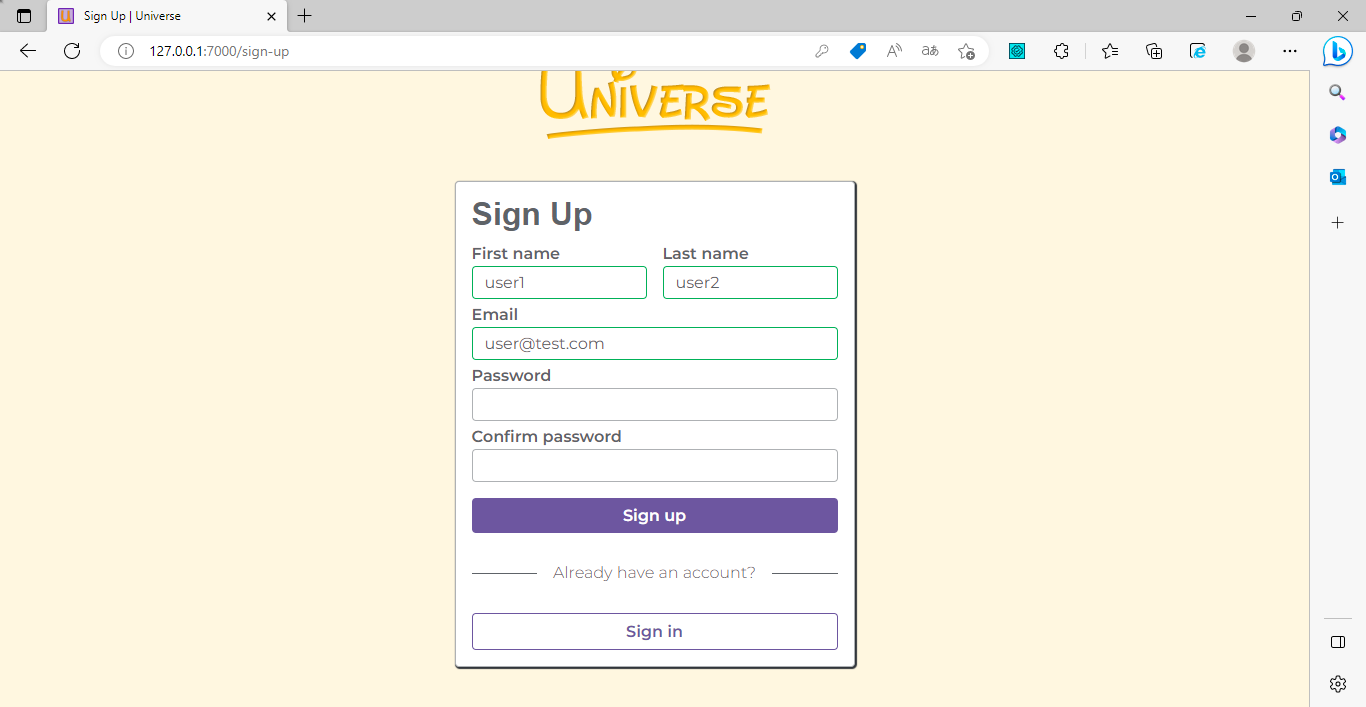 Sign Up | Universe
127.0.0.1:7000/sign-up
UNIVERSE
Sign Up
First name Last name
user1 user2
Email
user@test.com
Password
Confirm password
Sign up
Already have an account?
Sign in